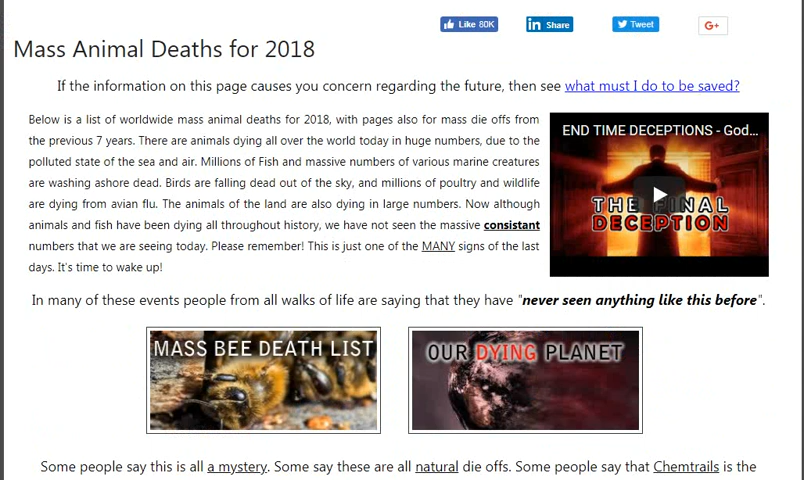 Like 80K
Share
Tweet
G+
Mass Animal Deaths for 2018
If the information on this page causes you concern regarding the future, then see what must I do to be saved?
Below is a list of worldwide mass animal deaths for 2018, with pages also for mass die offs from
the previous 7 years. There are animals dying all over the world today in huge numbers, due to the
polluted state of the sea and air. Millions of Fish and massive numbers of various marine creatures
are washing ashore dead. Birds are falling dead out of the sky, and millions of poultry and wildlife
are dying from avian flu. The animals of the land are also dying in large numbers. Now although
animals and fish have been dying all throughout history, we have not seen the massive consistant
numbers that we are seeing today. Please remember! This is just one of the MANY signs of the last
days. It's time to wake up!
END TIME DECEPTIONS - God...
THE FINAL
DECEPTION
In many of these events people from all walks of life are saying that they have "never seen anything like this before".
MASS BEE DEATH LIST
OUR DYING PLANET
Some people say this is all a mystery. Some say these are all natural die offs. Some people say that Chemtrails is the